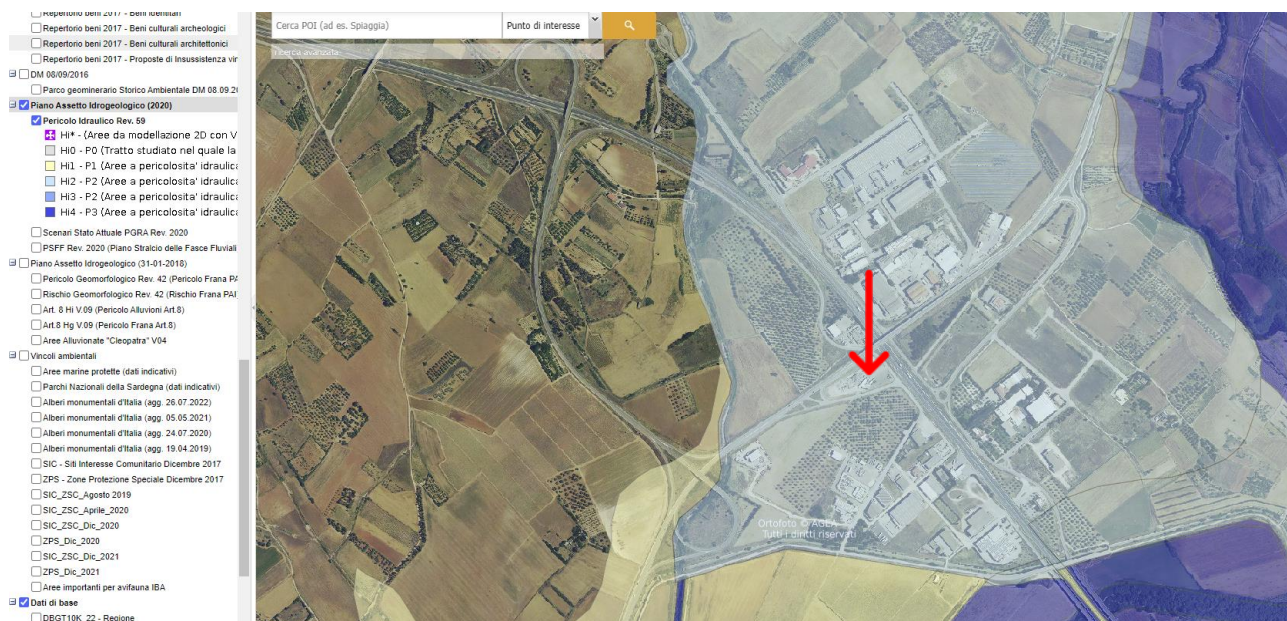 Repertorio beni 2017 - Beni identitari
Repertorio beni 2017 - Beni culturali archeologici
Repertorio beni 2017 - Beni culturali architettonici
Repertorio beni 2017 - Proposte di Insussistenza vir
DM 08/09/2016
Parco geominerario Storico Ambientale DM 08.09.20
Piano Assetto Idrogeologico (2020)
Pericolo Idraulico Rev. 59
Hi* - (Aree da modellazione 2D con V
Hi0 - P0 (Tratto studiato nel quale la
Hi1 - P1 (Aree a pericolosita' idraulica
Hi2 - P2 (Aree a pericolosita' idraulica
Hi3 - P2 (Aree a pericolosita' idraulica
Hi4 - P3 (Aree a pericolosita' idraulica
Scenari Stato Attuale PGRA Rev. 2020
PSFF Rev. 2020 (Piano Stralcio delle Fasce Fluviali
Piano Assetto Idrogeologico (31-01-2018)
Pericolo Geomorfologico Rev. 42 (Pericolo Frana PA
Rischio Geomorfologico Rev. 42 (Rischio Frana PAI
Art. 8 Hi V.09 (Pericolo Alluvioni Art.8)
Art.8 Hg V.09 (Pericolo Frana Art.8)
Aree Alluvionate "Cleopatra" V04
Vincoli ambientali
Aree marine protette (dati indicativi)
Parchi Nazionali della Sardegna (dati indicativi)
Alberi monumentali d'Italia (agg. 26.07.2022)
Alberi monumentali d'Italia (agg. 05.05.2021)
Alberi monumentali d'Italia (agg. 24.07.2020)
Alberi monumentali d'Italia (agg. 19.04.2019)
SIC - Siti Interesse Comunitario Dicembre 2017
ZPS - Zone Protezione Speciale Dicembre 2017
SIC_ZSC_Agosto 2019
SIC_ZSC_Aprile_2020
SIC_ZSC_Dic_2020
ZPS_Dic_2020
SIC_ZSC_Dic_2021
ZPS_Dic_2021
Aree importanti per avifauna IBA
Dati di base
DBGT10K_22 - Regione
Cerca POI (ad es. Spiaggia)
Punto di interesse
ricerca avanzata
Ortofoto © AGEA
Tutti i diritti riservati